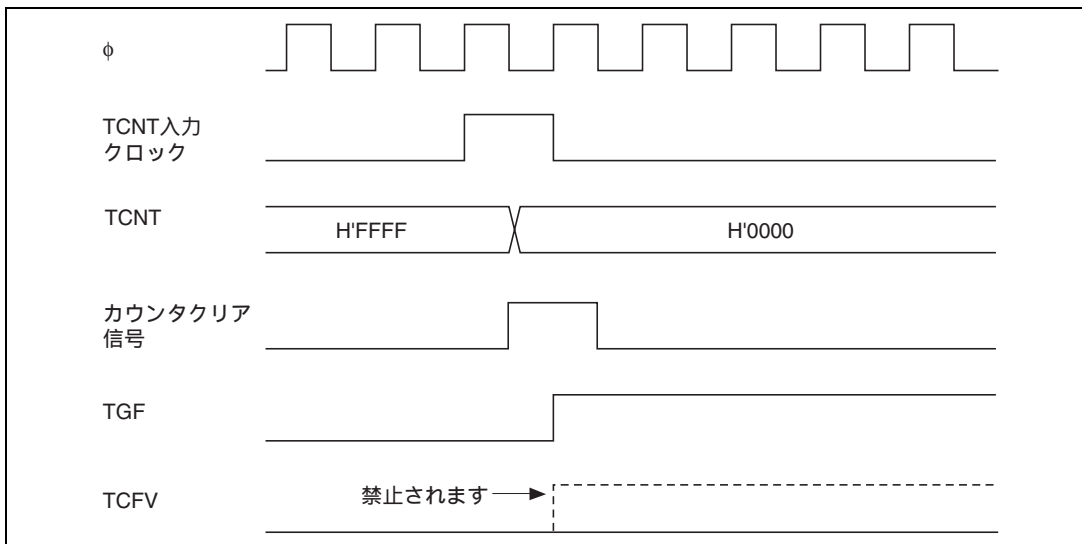 φ
TCNT入力
クロック
TCNT
H'FFFF
H'0000
カウンタクリア
信号
TGF
TCFV
禁止されます